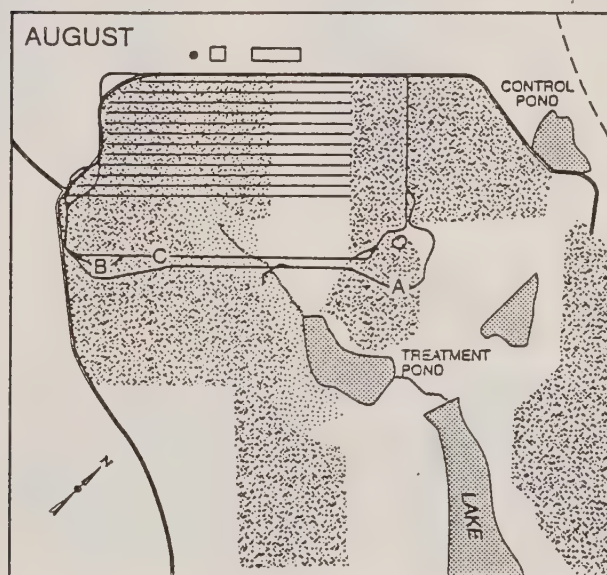 AUGUST
CONTROL
POND
B
C
A
TREATMENT
POND
LAKE
N